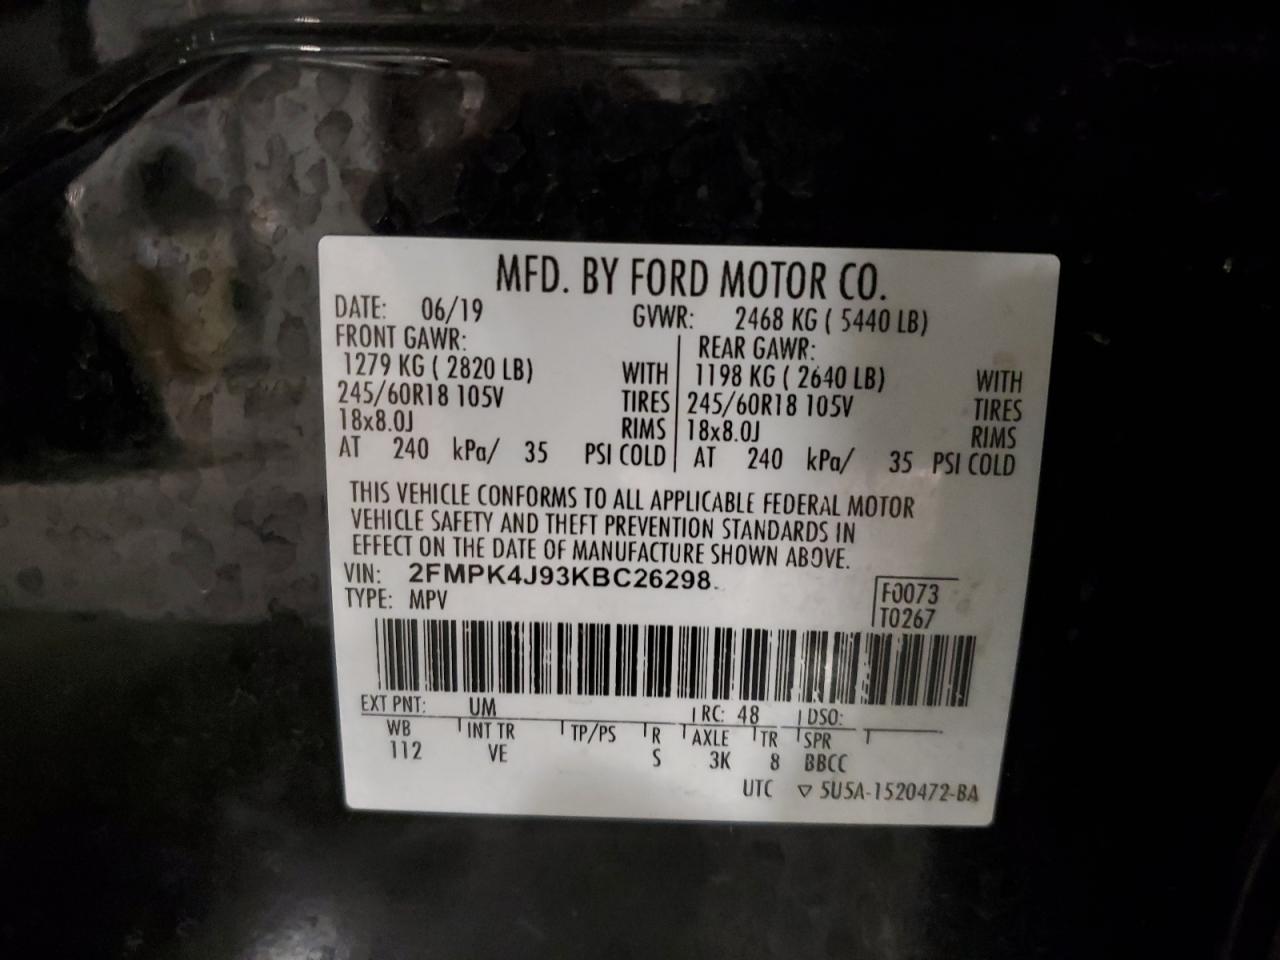 MFD. BY FORD MOTOR CO.
DATE: 06/19 GVWR: 2468 KG ( 5440 LB)
FRONT GAWR: REAR GAWR:
1279 KG ( 2820 LB) WITH 1198 KG ( 2640 LB) WITH
245/60R18 105V TIRES 245/60R18 105V TIRES
18x8.0J RIMS 18x8.0J RIMS
AT 240 kPa/ 35 PSI COLD AT 240 kPa/ 35 PSI COLD
THIS VEHICLE CONFORMS TO ALL APPLICABLE FEDERAL MOTOR
VEHICLE SAFETY AND THEFT PREVENTION STANDARDS IN
EFFECT ON THE DATE OF MANUFACTURE SHOWN ABOVE.
VIN: 2FMPK4J93KBC26298
TYPE: MPV
F0073
T0267
EXT PNT: UM RC: 48 DSO:
WB INT TR TP/PS R AXLE TR SPR
112 VE S 3K 8 BBCC
UTC ▽ 5U5A-1520472-BA